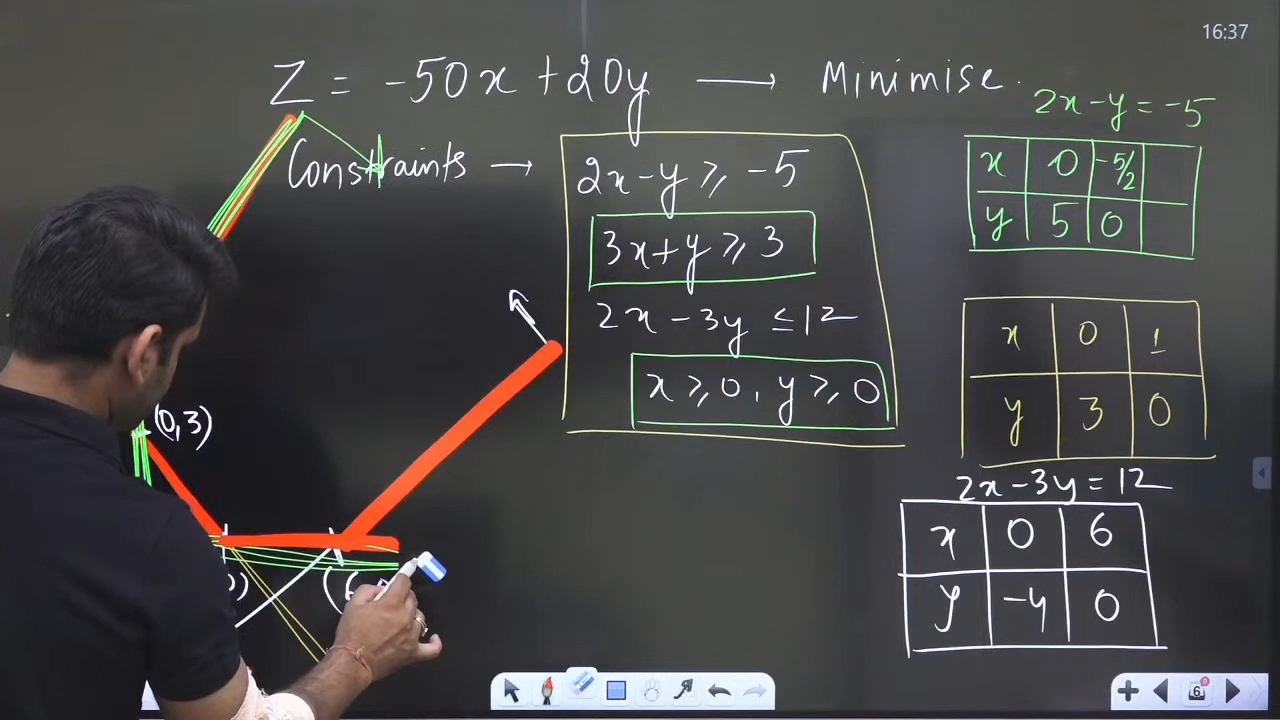 16:37
Z = -50x + 20y → Minimise.
Constraints →
2x - y ≥ -5
3x + y ≥ 3
2x - 3y ≤ 12
x ≥ 0, y ≥ 0
2x - y = -5
x 0 -5/2
y 5 0
x 0 1
y 3 0
2x - 3y = 12
x 0 6
y -4 0
(0,3)
6